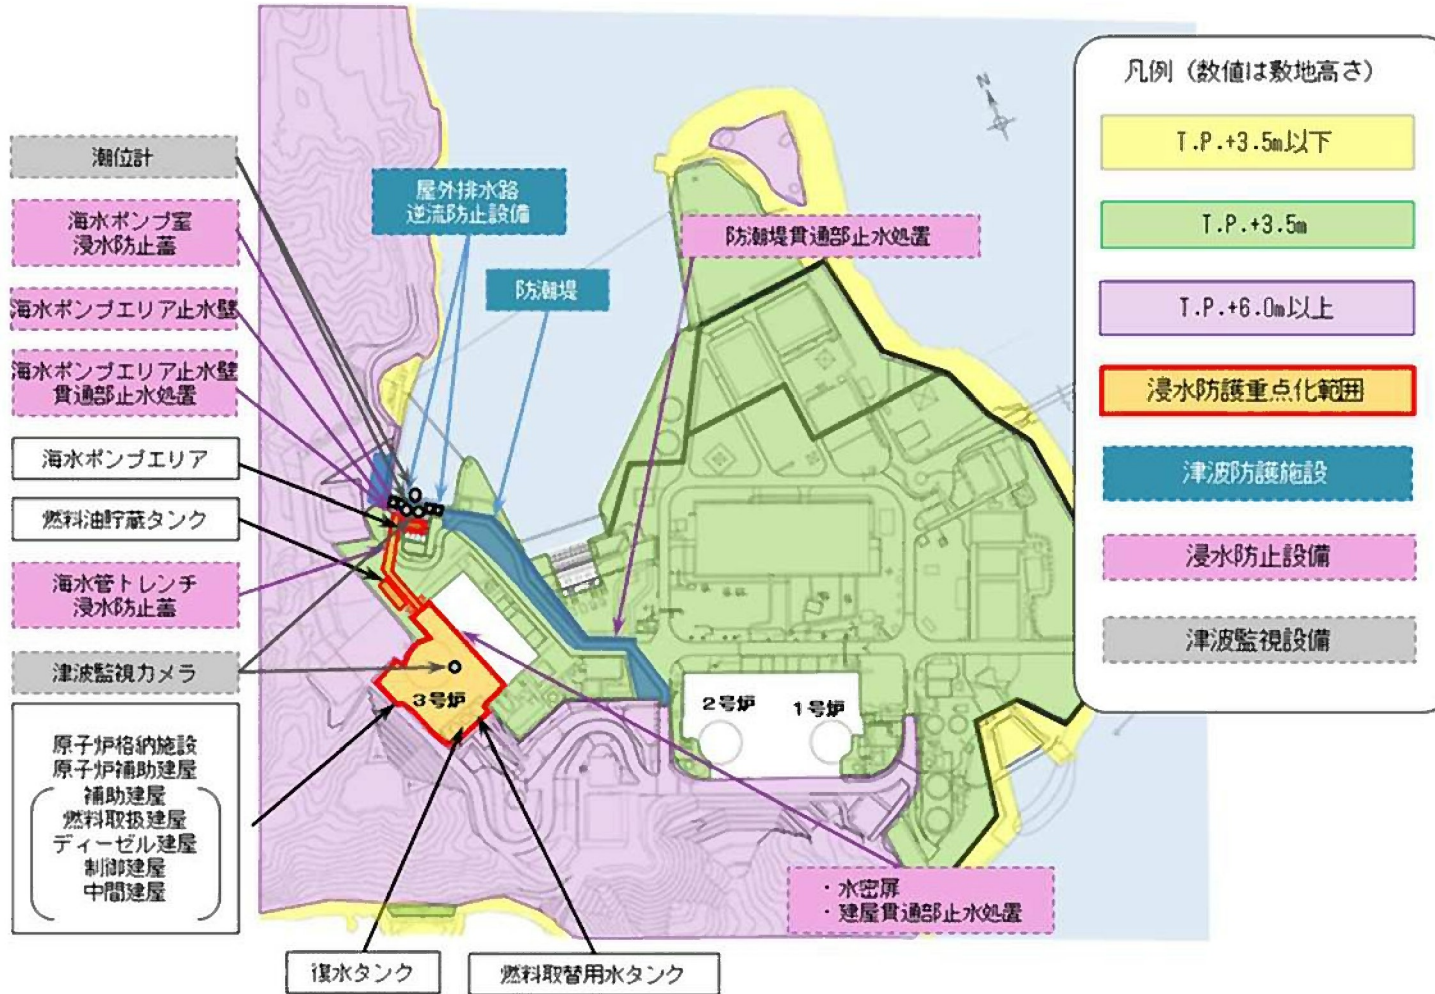 潮位計
海水ポンプ室
浸水防止蓋
海水ポンプエリア止水壁
海水ポンプエリア止水壁
貫通部止水処置
海水ポンプエリア
燃料油貯蔵タンク
海水管トレンチ
浸水防止蓋
津波監視カメラ
原子炉格納施設
原子炉補助建屋
補助建屋
燃料取扱建屋
ディーゼル建屋
制御建屋
中間建屋
屋外排水路
逆流防止設備
防潮堤
防潮堤貫通部止水処置
N
3号炉
2号炉
1号炉
・水密扉
・建屋貫通部止水処置
復水タンク
燃料取替用水タンク
凡例（数値は敷地高さ）
T.P.+3.5m以下
T.P.+3.5m
T.P.+6.0m以上
浸水防護重点化範囲
津波防護施設
浸水防止設備
津波監視設備